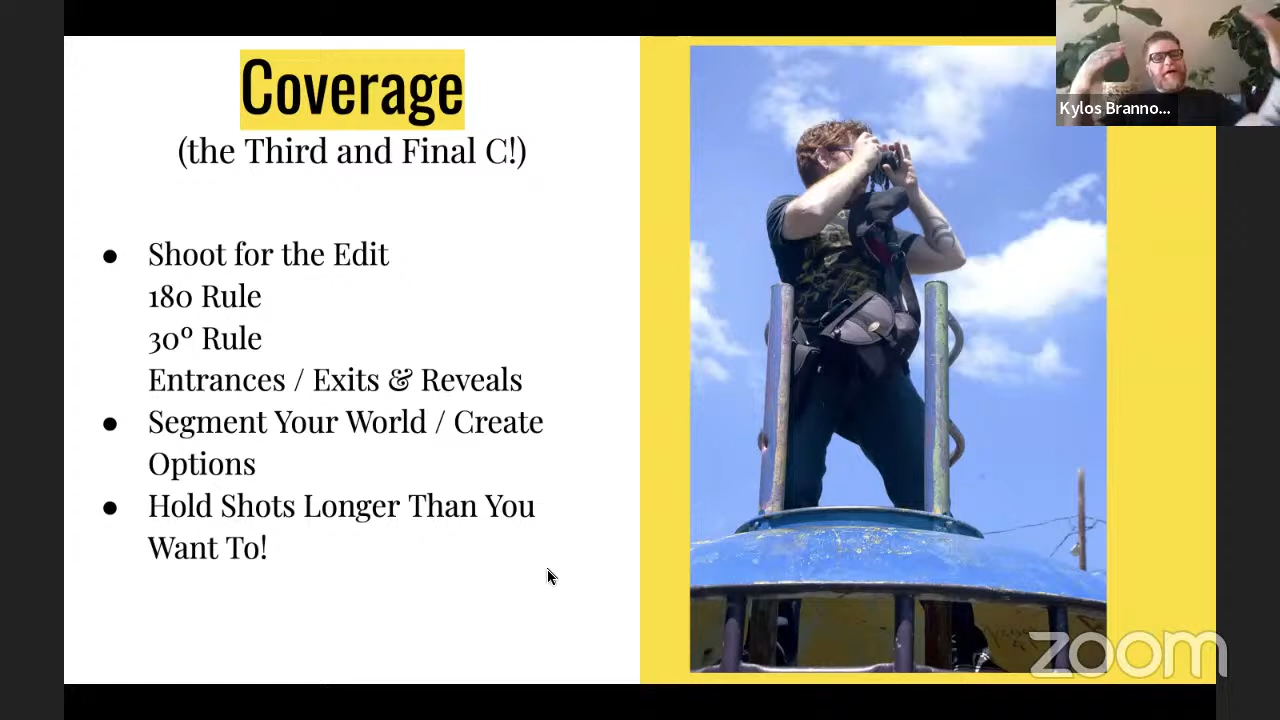 Coverage
(the Third and Final C!)
● Shoot for the Edit
180 Rule
30º Rule
Entrances / Exits & Reveals
● Segment Your World / Create
Options
● Hold Shots Longer Than You
Want To!
Kylos Branno...
zoom